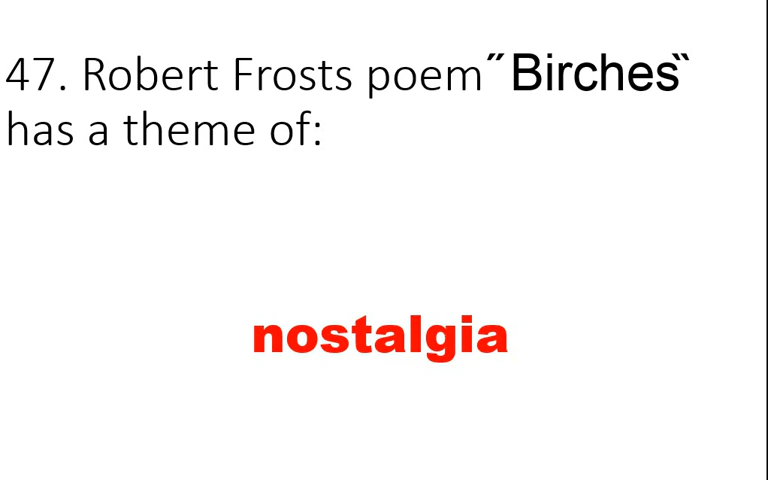 47. Robert Frosts poem˝Birches‶
has a theme of:
nostalgia